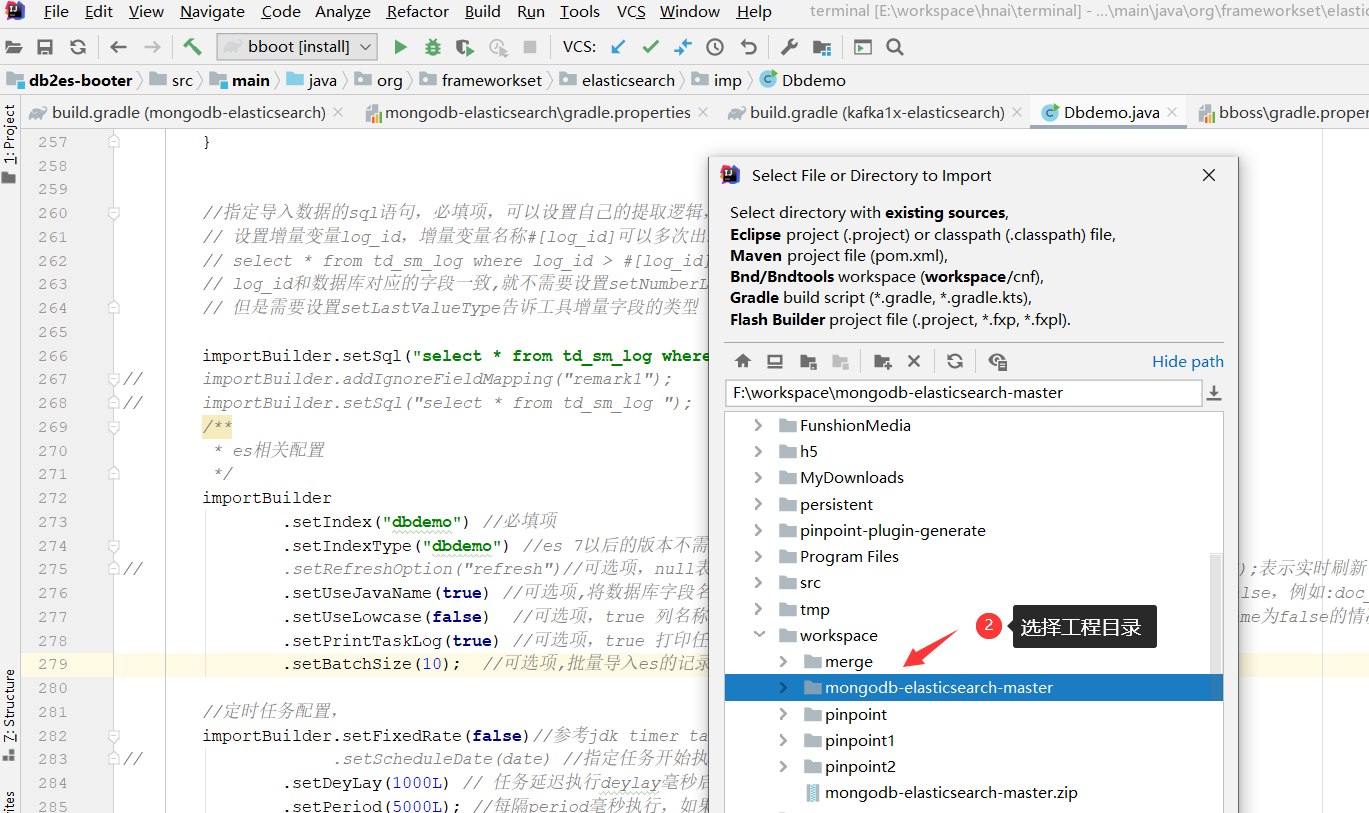 File Edit View Navigate Code Analyze Refactor Build Run Tools VCS Window Help terminal [E:\workspace\hnai\terminal] - ...\main\java\org\frameworkset\elastic
bboot [install] VCS:
db2es-booter src main java org frameworkset elasticsearch imp Dbdemo
build.gradle (mongodb-elasticsearch) mongodb-elasticsearch\gradle.properties build.gradle (kafka1x-elasticsearch) Dbdemo.java bboss\gradle.proper
1: Project
Z: Structure
257 }
258
259
260 //指定导入数据的sql语句，必填项，可以设置自己的提取逻辑，
261 // 设置增量变量log_id，增量变量名称#[log_id]可以多次出
262 // select * from td_sm_log where log_id > #[log_id]
263 // log_id和数据库对应的字段一致,就不需要设置setNumberL
264 // 但是需要设置setLastValueType告诉工具增量字段的类型
265
266 importBuilder.setSql("select * from td_sm_log where
267 // importBuilder.addIgnoreFieldMapping("remark1");
268 // importBuilder.setSql("select * from td_sm_log ");
269 /**
270 * es相关配置
271 */
272 importBuilder
273 .setIndex("dbdemo") //必填项
274 .setIndexType("dbdemo") //es 7以后的版本不需
275 // .setRefreshOption("refresh")//可选项，null表 );表示实时刷新
276 .setUseJavaName(true) //可选项,将数据库字段名 lse，例如:doc_
277 .setUseLowcase(false) //可选项，true 列名称 me为false的情
278 .setPrintTaskLog(true) //可选项，true 打印任
279 .setBatchSize(10); //可选项,批量导入es的记录
280
281 //定时任务配置，
282 importBuilder.setFixedRate(false)//参考jdk timer ta
283 // .setScheduleDate(date) //指定任务开始执
284 .setDeyLay(1000L) // 任务延迟执行deylay毫秒后
285 .setPeriod(5000L); //每隔period毫秒执行，如果
Select File or Directory to Import
Select directory with existing sources,
Eclipse project (.project) or classpath (.classpath) file,
Maven project file (pom.xml),
Bnd/Bndtools workspace (workspace/cnf),
Gradle build script (*.gradle, *.gradle.kts),
Flash Builder project file (.project, *.fxp, *.fxpl).
Hide path
F:\workspace\mongodb-elasticsearch-master
FunshionMedia
h5
MyDownloads
persistent
pinpoint-plugin-generate
Program Files
src
tmp
workspace
2 选择工程目录
merge
mongodb-elasticsearch-master
pinpoint
pinpoint1
pinpoint2
mongodb-elasticsearch-master.zip